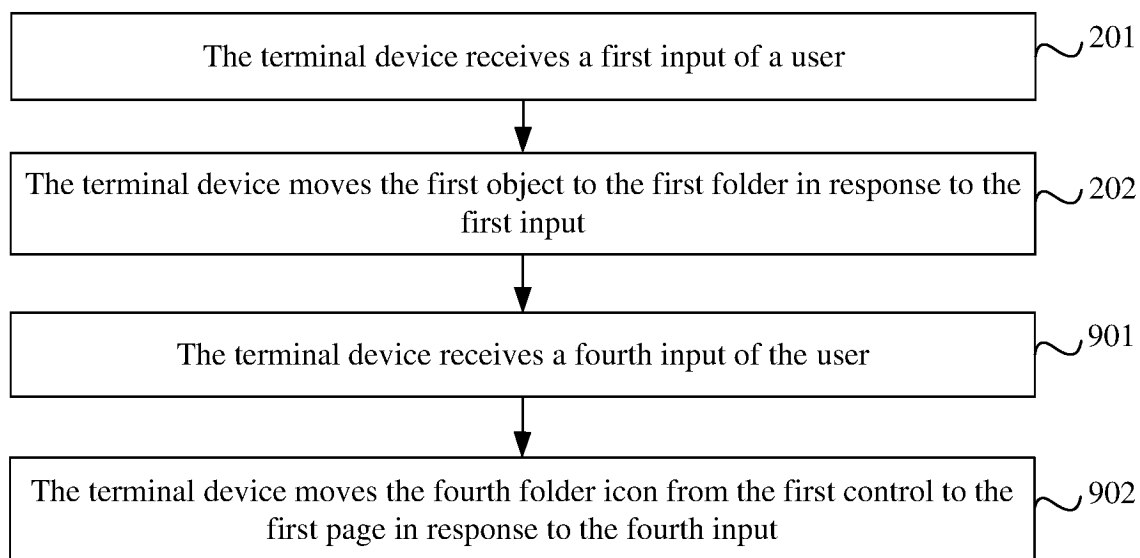 The terminal device receives a first input of a user
201
The terminal device moves the first object to the first folder in response to the
first input
202
The terminal device receives a fourth input of the user
901
The terminal device moves the fourth folder icon from the first control to the
first page in response to the fourth input
902